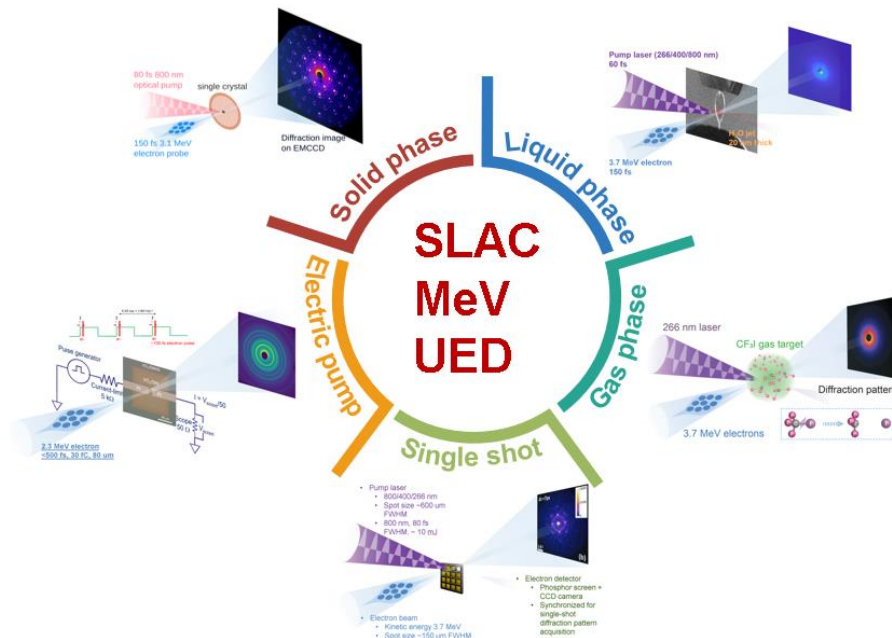 80 fs 800 nm
optical pump
single crystal
150 fs 3.1 MeV
electron probe
Diffraction image
on EMCCD
Pump laser (266/400/800 nm)
60 fs
H₂O jet
20 µm thick
3.7 MeV electron
150 fs
Solid phase
Liquid phase
Gas phase
Single shot
Electric pump
SLAC
MeV
UED
266 nm laser
CF₃I gas target
Diffraction pattern
3.7 MeV electrons
Pulse generator
5 kΩ
50 Ω
2.3 MeV electron
<500 fs, 30 fC, 80 um
• Pump laser
• 800/400/266 nm
• Spot size ~600 um
FWHM
• 800 nm, 60 fs
FWHM, ~ 10 mJ
• Electron detector
• Phosphor screen +
CCD camera
• Synchronized for
single-shot
diffraction pattern
acquisition
• Electron beam
• Kinetic energy 3.7 MeV
• Spot size ~150 um FWHM